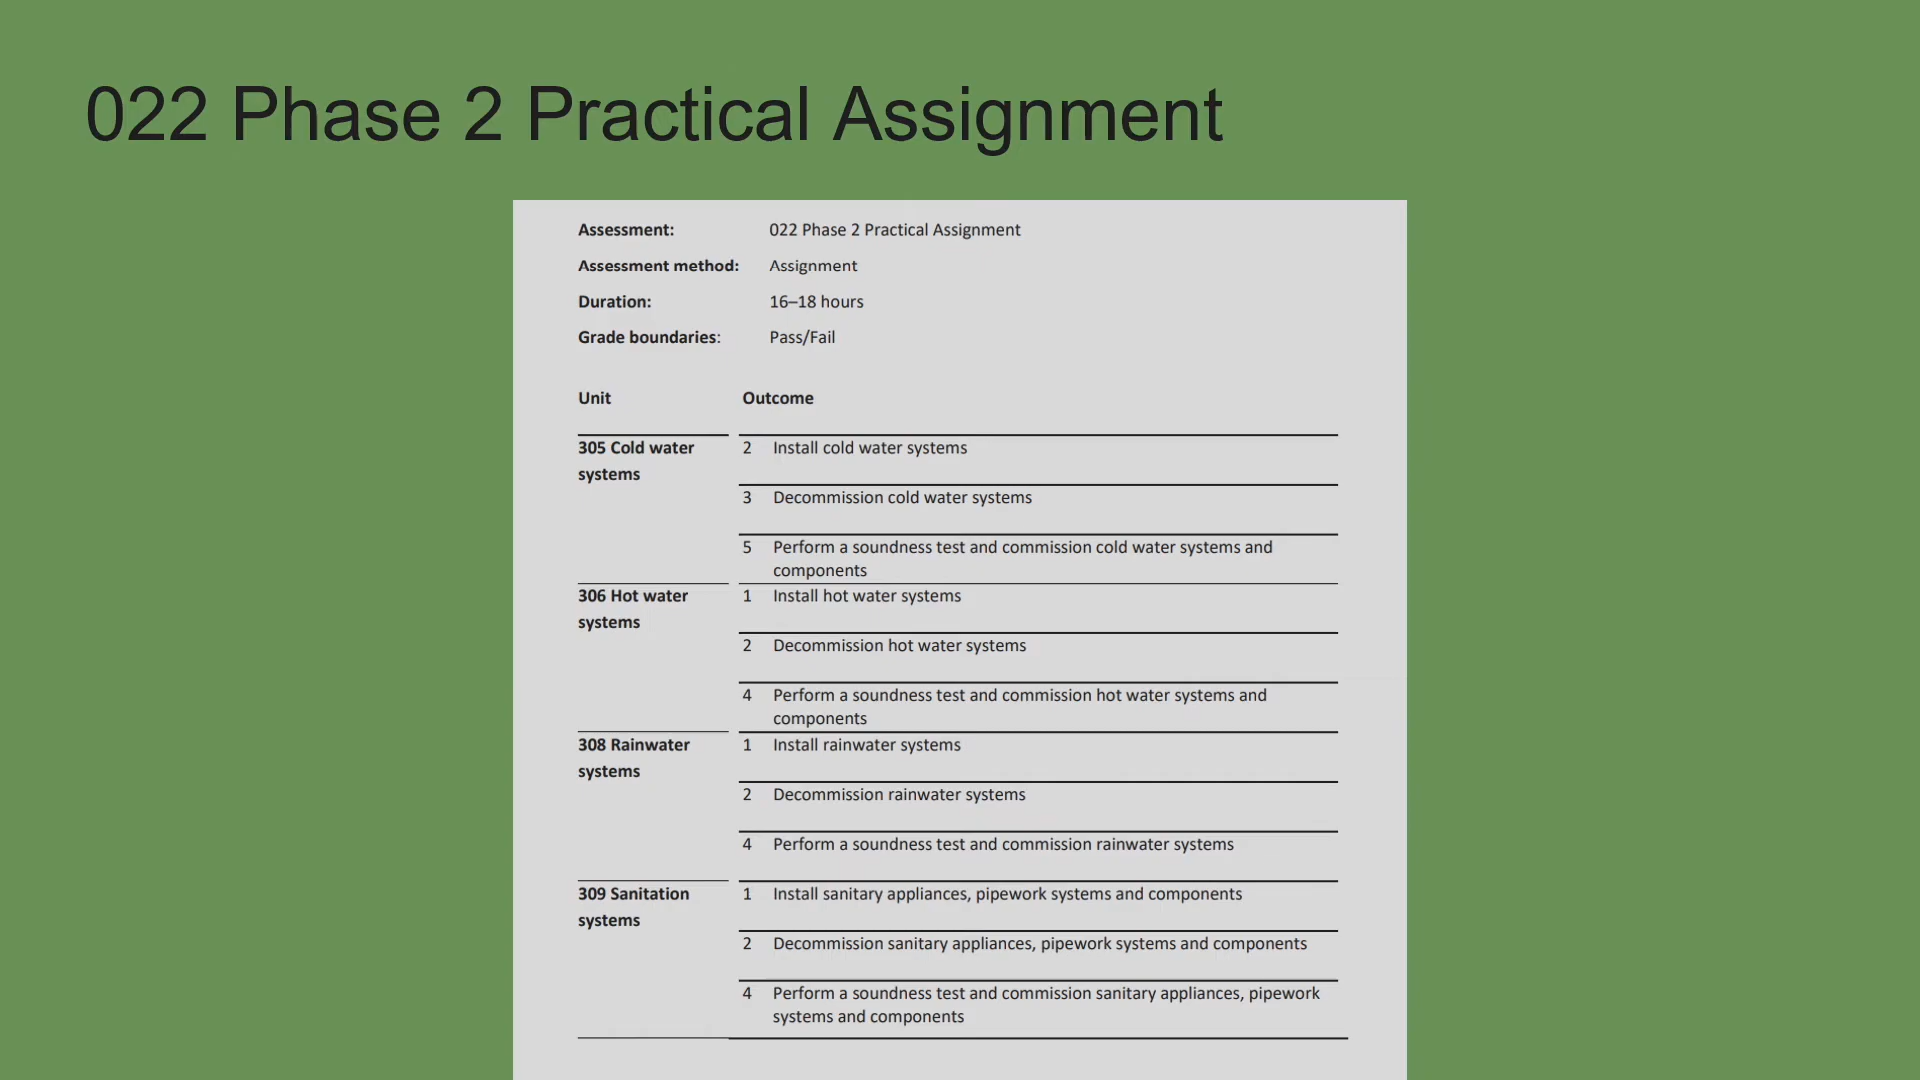 022 Phase 2 Practical Assignment
Assessment: 022 Phase 2 Practical Assignment
Assessment method: Assignment
Duration: 16–18 hours
Grade boundaries: Pass/Fail
Unit Outcome
305 Cold water 2 Install cold water systems
systems
3 Decommission cold water systems
5 Perform a soundness test and commission cold water systems and
components
306 Hot water 1 Install hot water systems
systems
2 Decommission hot water systems
4 Perform a soundness test and commission hot water systems and
components
308 Rainwater 1 Install rainwater systems
systems
2 Decommission rainwater systems
4 Perform a soundness test and commission rainwater systems
309 Sanitation 1 Install sanitary appliances, pipework systems and components
systems
2 Decommission sanitary appliances, pipework systems and components
4 Perform a soundness test and commission sanitary appliances, pipework
systems and components